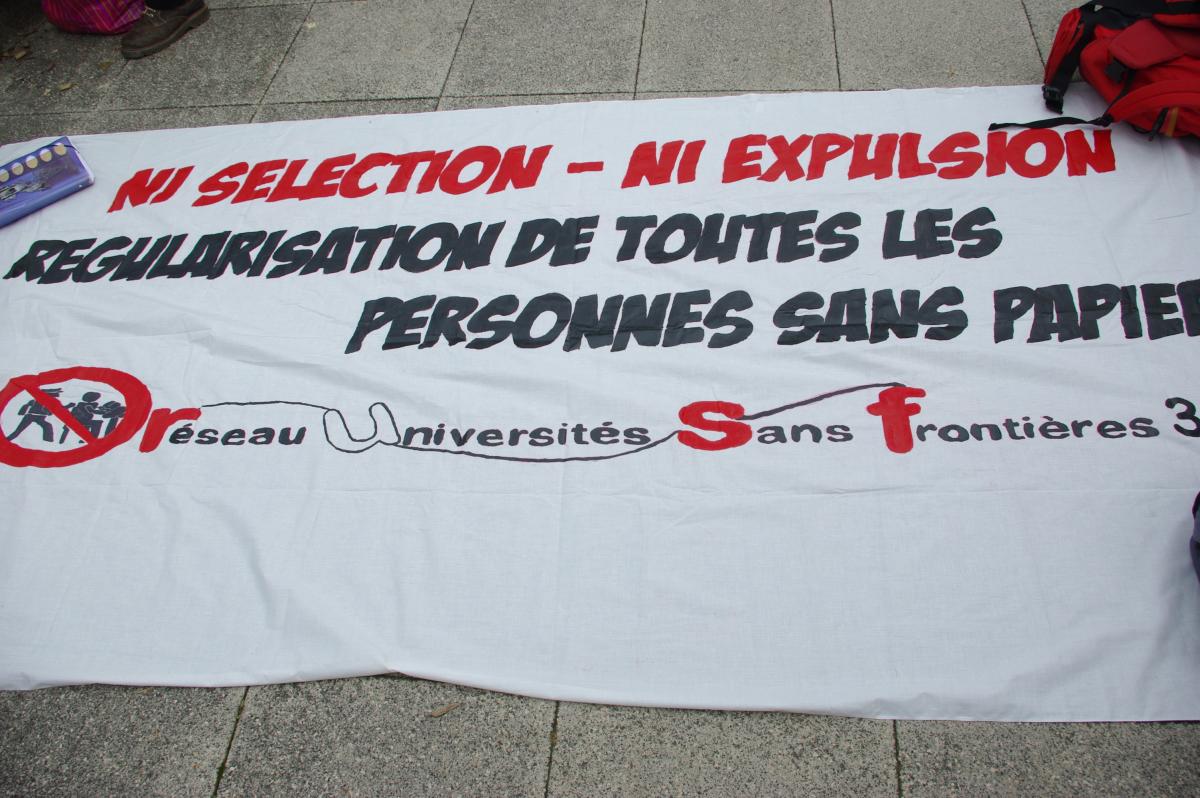 NI SELECTION - NI EXPULSION
REGULARISATION DE TOUTES LES
PERSONNES SANS PAPIER
réseau Universités Sans frontières 3